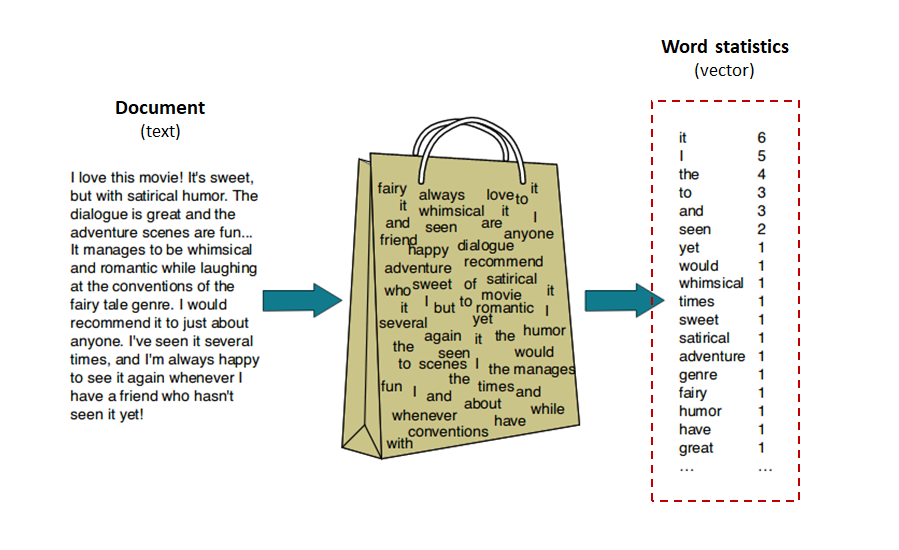 Word statistics
(vector)
Document
(text)
I love this movie! It's sweet,
but with satirical humor. The
dialogue is great and the
adventure scenes are fun...
It manages to be whimsical
and romantic while laughing
at the conventions of the
fairy tale genre. I would
recommend it to just about
anyone. I've seen it several
times, and I'm always happy
to see it again whenever I
have a friend who hasn't
seen it yet!
fairy always love to it
it whimsical it I
and seen are anyone
friend happy dialogue
adventure recommend
who sweet of satirical
it I but to movie it
romantic I
several yet
again it the humor
the seen would
to scenes I the manages
fun I and the times and
whenever about while
conventions have
with
it 6
I 5
the 4
to 3
and 3
seen 2
yet 1
would 1
whimsical 1
times 1
sweet 1
satirical 1
adventure 1
genre 1
fairy 1
humor 1
have 1
great 1
... ...